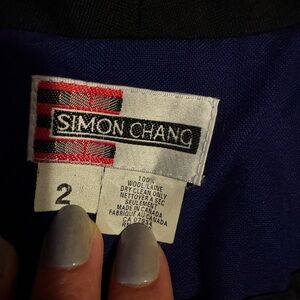 SIMON CHANG
2
100%
WOOL/LAINE
DRY CLEAN ONLY
NETTOYER A SEC
SEULEMENT
MADE IN CANADA
FABRIQUE AU CANADA